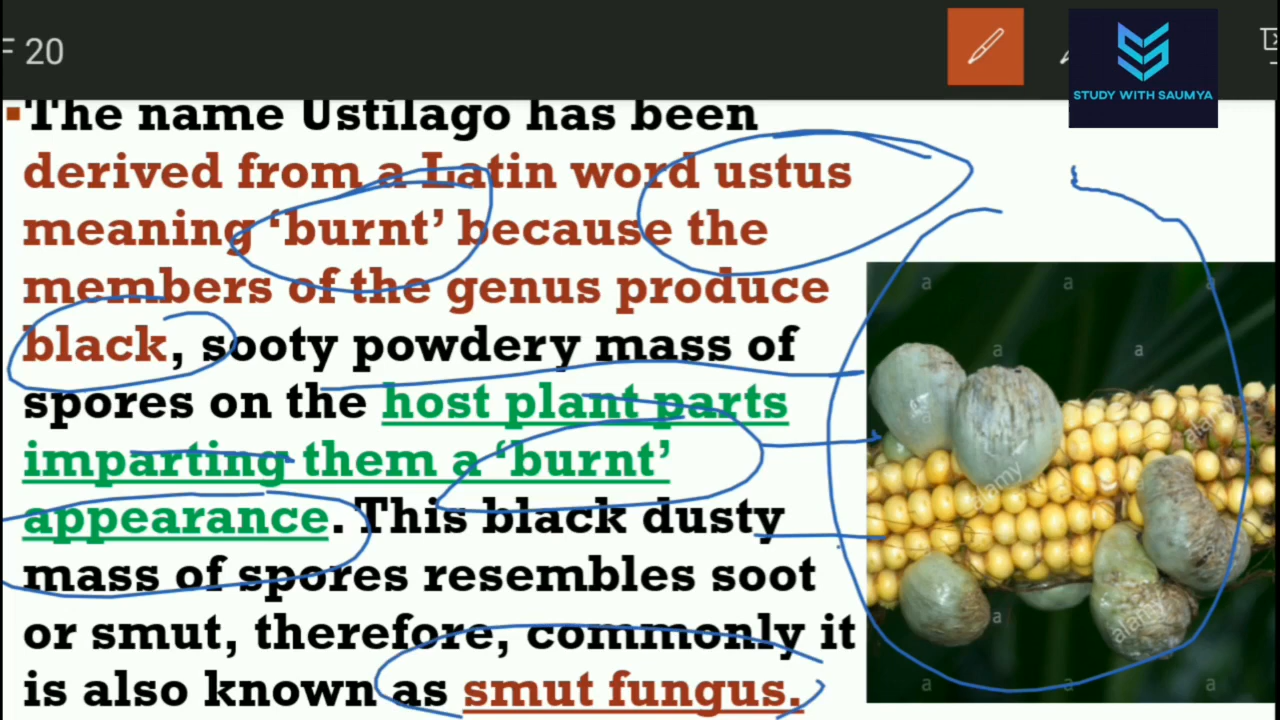 F 20
STUDY WITH SAUMYA
▪The name Ustilago has been
derived from a Latin word ustus
meaning ‘burnt’ because the
members of the genus produce
black, sooty powdery mass of
spores on the host plant parts
imparting them a ‘burnt’
appearance. This black dusty
mass of spores resembles soot
or smut, therefore, commonly it
is also known as smut fungus.
a a a
a a
alamy
alamy
a
alamy
a a a